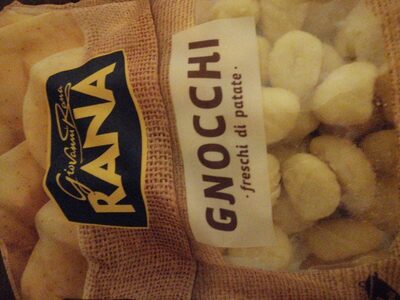 Giovanni Rana
RANA
GNOCCHI
· freschi di patate ·